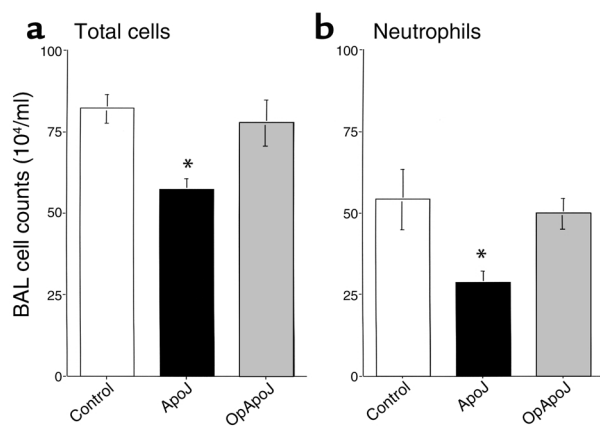 a Total cells
b Neutrophils
BAL cell counts (10⁴/ml)
100
75
50
25
0
*
Control
ApoJ
OpApoJ
100
75
50
25
0
*
Control
ApoJ
OpApoJ